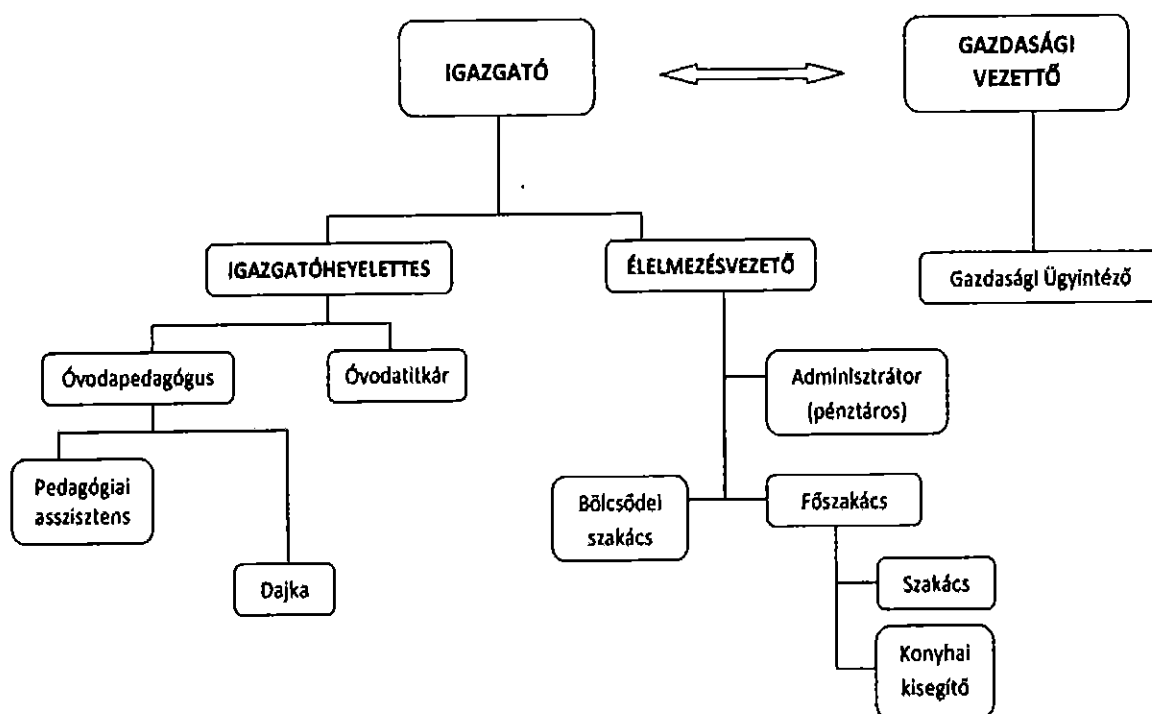 IGAZGATÓ
GAZDASÁGI
VEZETTŐ
IGAZGATÓHEYELETTES
ÉLELMEZÉSVEZETŐ
Gazdasági Ügyintéző
Óvodapedagógus
Óvodatitkár
Adminisztrátor
(pénztáros)
Pedagógiai
asszisztens
Bölcsődei
szakács
Főszakács
Dajka
Szakács
Konyhai
kisegítő